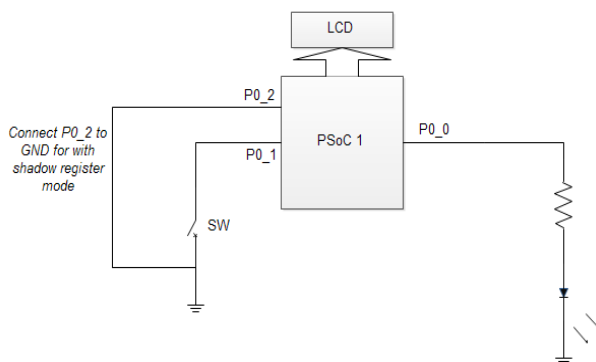 LCD
P0_2
Connect P0_2 to
GND for with
shadow register
mode
P0_1
PSoC 1
P0_0
SW